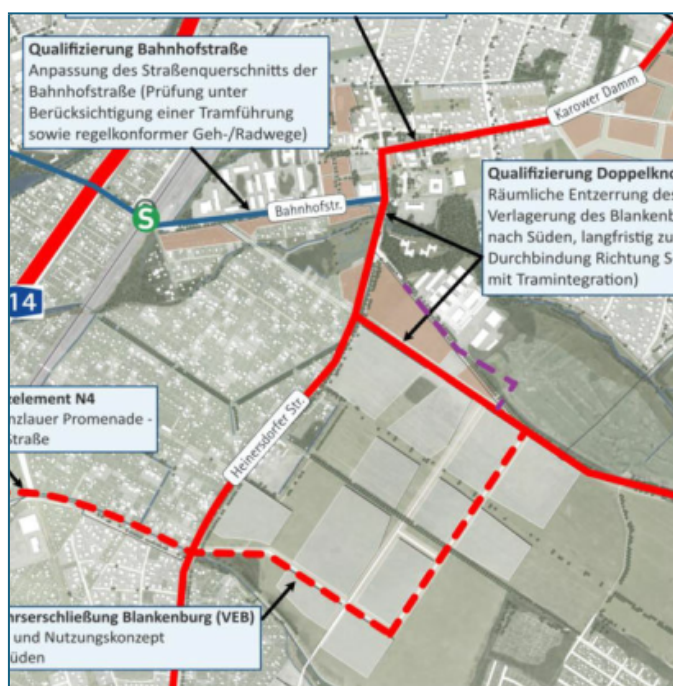 Qualifizierung Bahnhofstraße
Anpassung des Straßenquerschnitts der
Bahnhofstraße (Prüfung unter
Berücksichtigung einer Tramführung
sowie regelkonformer Geh-/Radwege)
Karower Damm
Qualifizierung Doppelkno
Räumliche Entzerrung des
Verlagerung des Blankenb
nach Süden, langfristig zu
Durchbindung Richtung S
mit Tramintegration)
S
Bahnhofstr.
14
zelement N4
nzlauer Promenade -
Straße
Heinersdorfer Str.
hrserschließung Blankenburg (VEB)
und Nutzungskonzept
üden